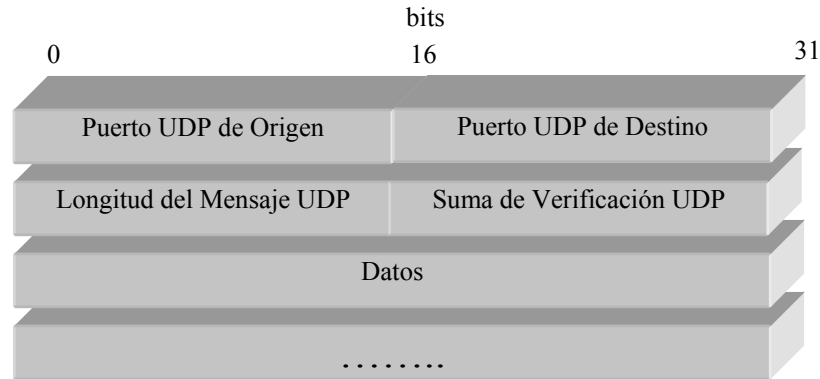 bits
0 16 31
Puerto UDP de Origen Puerto UDP de Destino
Longitud del Mensaje UDP Suma de Verificación UDP
Datos
. . . . . . . .